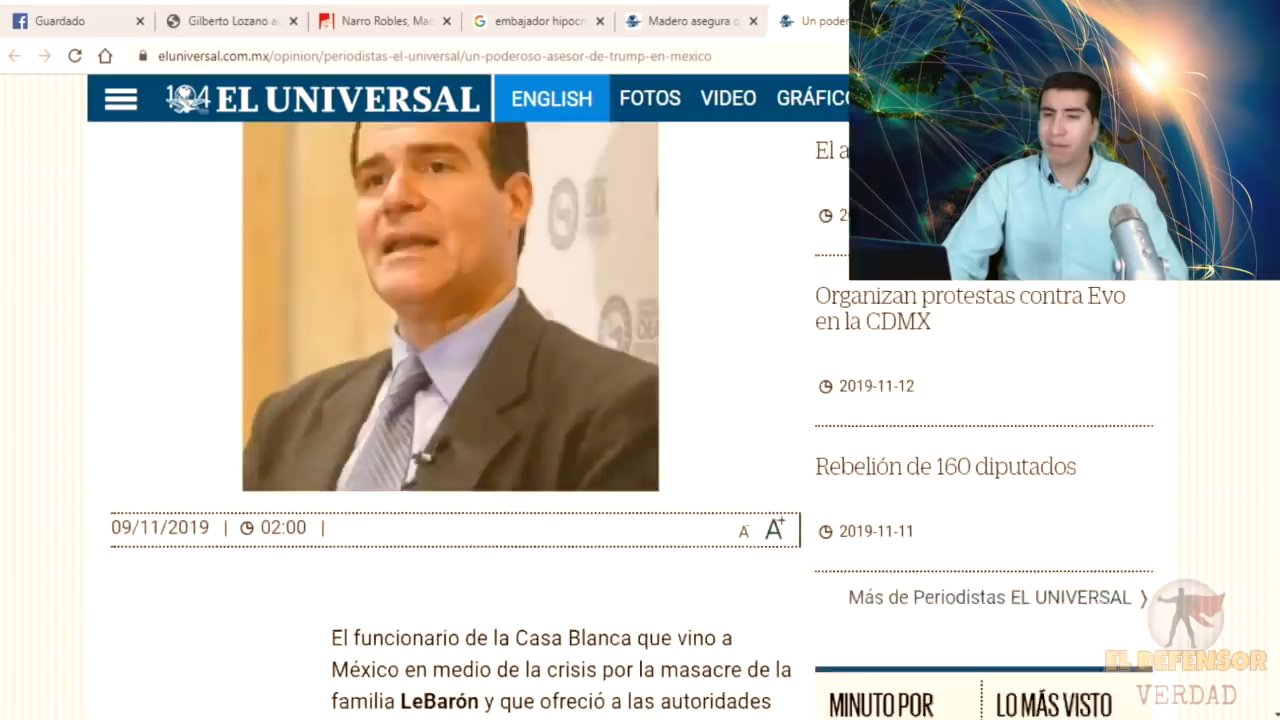 Guardado
Gilberto Lozano a
Narro Robles, Mad
embajador hipocr
Madero asegura q
Un poder
eluniversal.com.mx/opinion/periodistas-el-universal/un-poderoso-asesor-de-trump-en-mexico
104 EL UNIVERSAL
ENGLISH
FOTOS
VIDEO
GRÁFICO
El a
2
Organizan protestas contra Evo
en la CDMX
2019-11-12
Rebelión de 160 diputados
2019-11-11
Más de Periodistas EL UNIVERSAL
09/11/2019 | 02:00 |
A- A+
El funcionario de la Casa Blanca que vino a
México en medio de la crisis por la masacre de la
familia LeBarón y que ofreció a las autoridades
MINUTO POR
LO MÁS VISTO
EL DEFENSOR
VERDAD